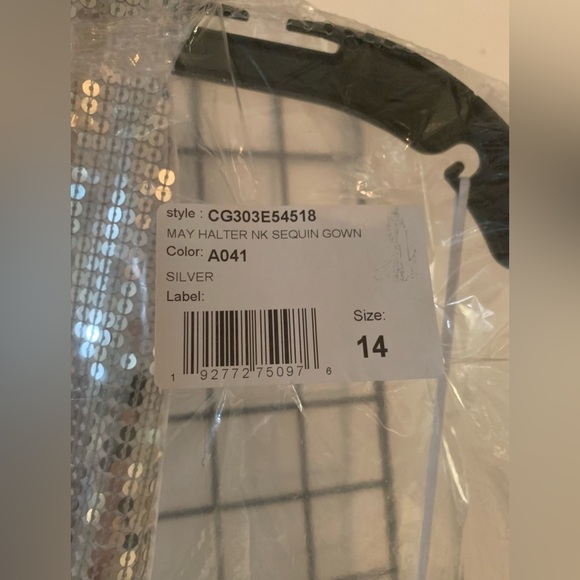 style : CG303E54518
MAY HALTER NK SEQUIN GOWN
Color: A041
SILVER
Label:
Size:
14
1 92772 75097 6